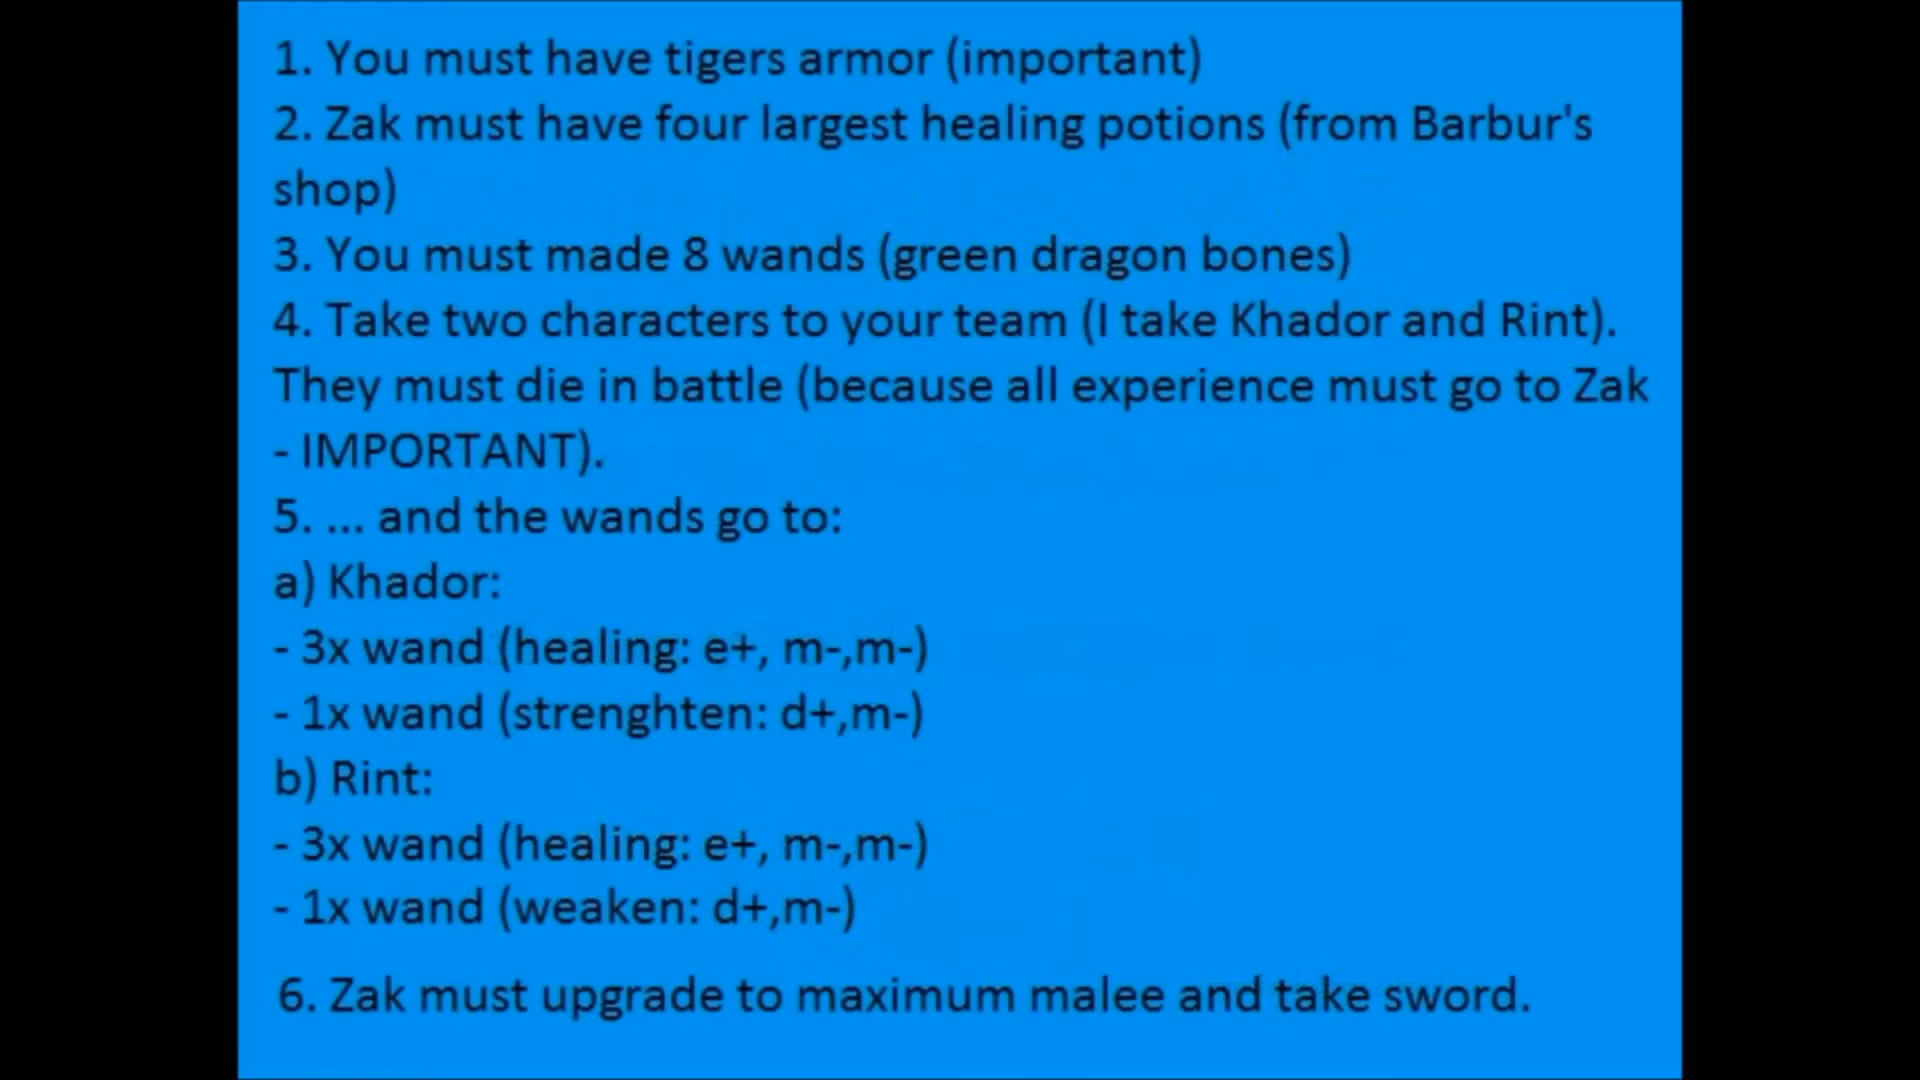 1. You must have tigers armor (important)
2. Zak must have four largest healing potions (from Barbur's
shop)
3. You must made 8 wands (green dragon bones)
4. Take two characters to your team (I take Khador and Rint).
They must die in battle (because all experience must go to Zak
- IMPORTANT).
5. ... and the wands go to:
a) Khador:
- 3x wand (healing: e+, m-,m-)
- 1x wand (strenghten: d+,m-)
b) Rint:
- 3x wand (healing: e+, m-,m-)
- 1x wand (weaken: d+,m-)
6. Zak must upgrade to maximum malee and take sword.